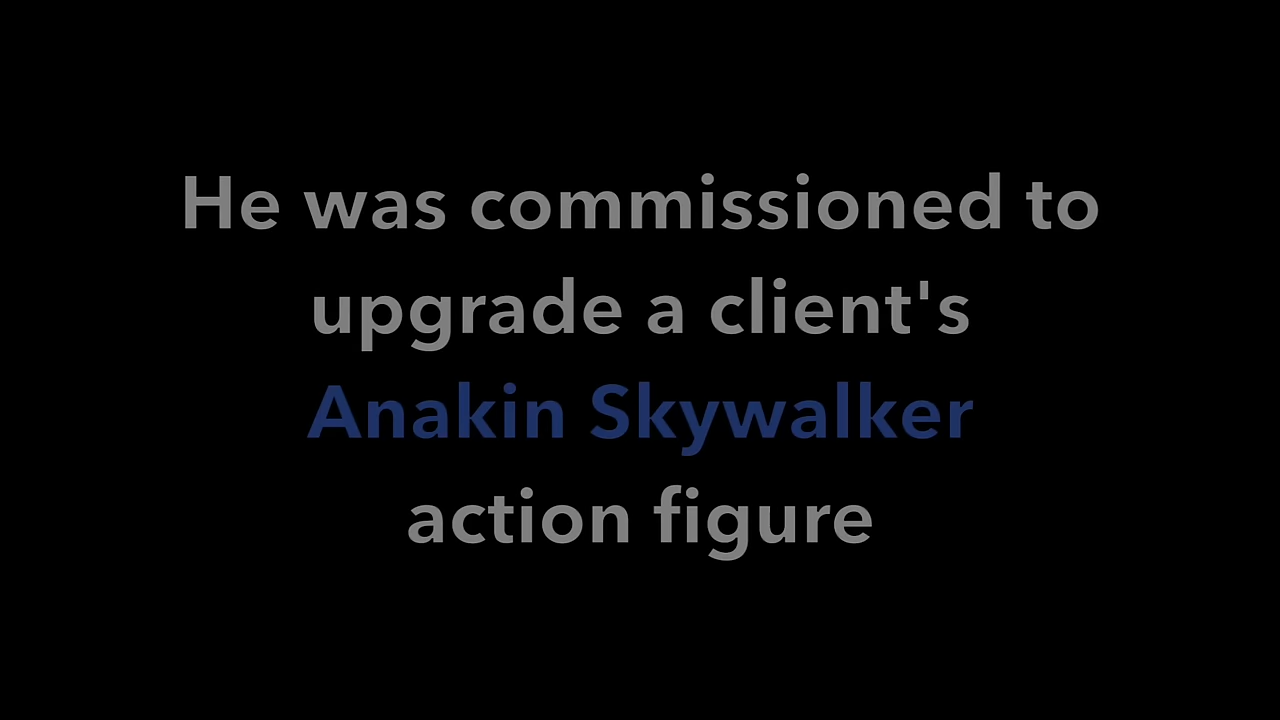 He was commissioned to
upgrade a client's
Anakin Skywalker
action figure